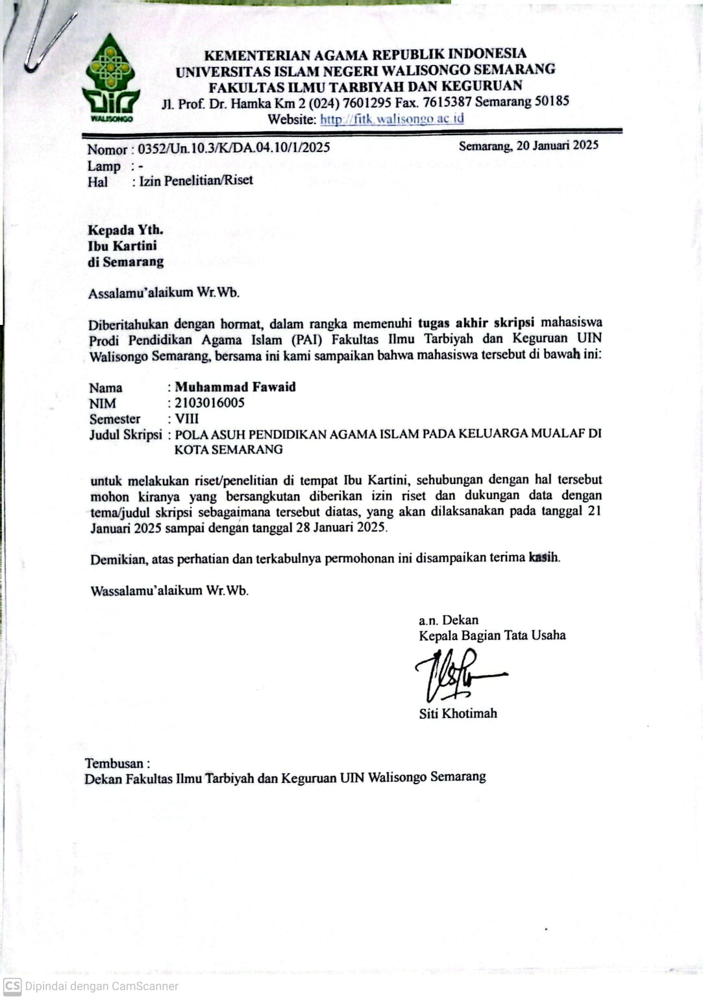 KEMENTERIAN AGAMA REPUBLIK INDONESIA
UNIVERSITAS ISLAM NEGERI WALISONGO SEMARANG
FAKULTAS ILMU TARBIYAH DAN KEGURUAN
Jl. Prof. Dr. Hamka Km 2 (024) 7601295 Fax. 7615387 Semarang 50185
Website: http://fitk.walisongo.ac.id
WALISONGO
Nomor : 0352/Un.10.3/K/DA.04.10/1/2025 Semarang, 20 Januari 2025
Lamp : -
Hal : Izin Penelitian/Riset
Kepada Yth.
Ibu Kartini
di Semarang
Assalamu'alaikum Wr.Wb.
Diberitahukan dengan hormat, dalam rangka memenuhi tugas akhir skripsi mahasiswa
Prodi Pendidikan Agama Islam (PAI) Fakultas Ilmu Tarbiyah dan Keguruan UIN
Walisongo Semarang, bersama ini kami sampaikan bahwa mahasiswa tersebut di bawah ini:
Nama : Muhammad Fawaid
NIM : 2103016005
Semester : VIII
Judul Skripsi : POLA ASUH PENDIDIKAN AGAMA ISLAM PADA KELUARGA MUALAF DI
KOTA SEMARANG
untuk melakukan riset/penelitian di tempat Ibu Kartini, sehubungan dengan hal tersebut
mohon kiranya yang bersangkutan diberikan izin riset dan dukungan data dengan
tema/judul skripsi sebagaimana tersebut diatas, yang akan dilaksanakan pada tanggal 21
Januari 2025 sampai dengan tanggal 28 Januari 2025.
Demikian, atas perhatian dan terkabulnya permohonan ini disampaikan terima kasih.
Wassalamu'alaikum Wr.Wb.
a.n. Dekan
Kepala Bagian Tata Usaha
Siti Khotimah
Tembusan :
Dekan Fakultas Ilmu Tarbiyah dan Keguruan UIN Walisongo Semarang
CS Dipindai dengan CamScanner